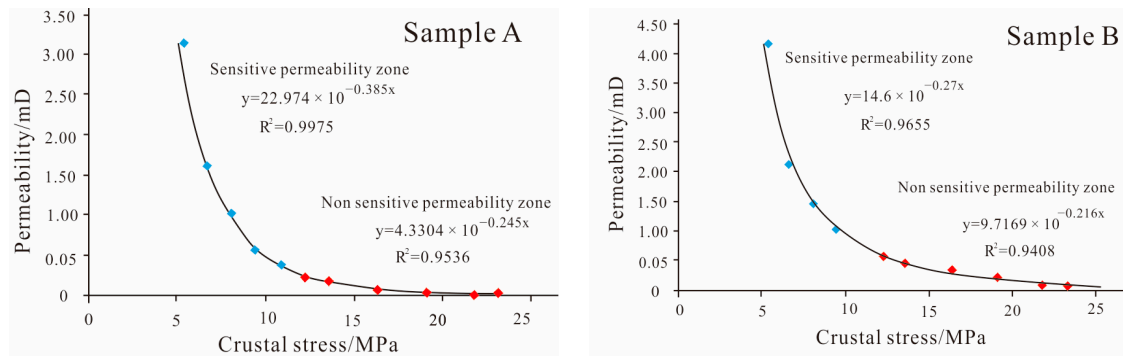 Sample A
3.50
3.00
2.50
2.00
1.50
1.00
0.05
0
Permeability/mD
Sensitive permeability zone
y=22.974 × 10^−0.385x
R²=0.9975
Non sensitive permeability zone
y=4.3304 × 10^−0.245x
R²=0.9536
0 5 10 15 20 25
Crustal stress/MPa
Sample B
4.50
4.00
3.50
3.00
2.50
2.00
1.50
1.00
0.05
0
Permeability/mD
Sensitive permeability zone
y=14.6 × 10^−0.27x
R²=0.9655
Non sensitive permeability zone
y=9.7169 × 10^−0.216x
R²=0.9408
0 5 10 15 20 25
Crustal stress/MPa